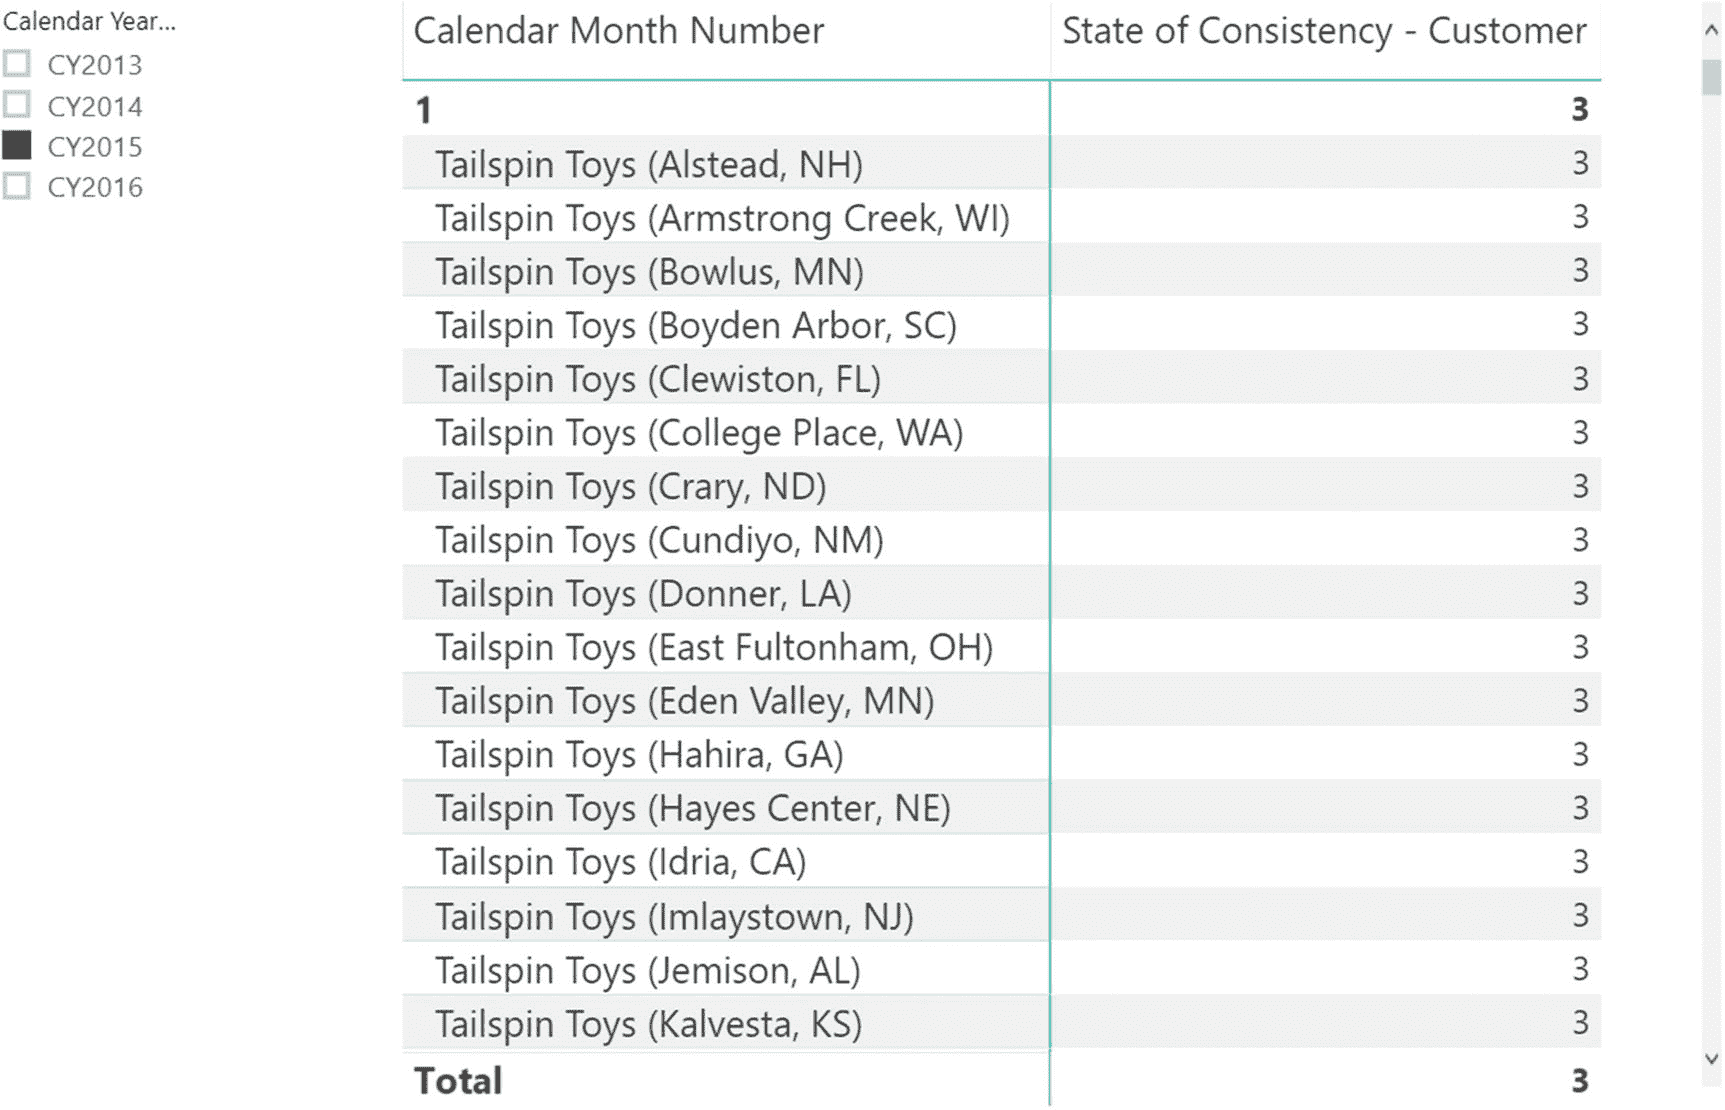 Calendar Year...
CY2013
CY2014
CY2015
CY2016
Calendar Month Number State of Consistency - Customer
1 3
Tailspin Toys (Alstead, NH) 3
Tailspin Toys (Armstrong Creek, WI) 3
Tailspin Toys (Bowlus, MN) 3
Tailspin Toys (Boyden Arbor, SC) 3
Tailspin Toys (Clewiston, FL) 3
Tailspin Toys (College Place, WA) 3
Tailspin Toys (Crary, ND) 3
Tailspin Toys (Cundiyo, NM) 3
Tailspin Toys (Donner, LA) 3
Tailspin Toys (East Fultonham, OH) 3
Tailspin Toys (Eden Valley, MN) 3
Tailspin Toys (Hahira, GA) 3
Tailspin Toys (Hayes Center, NE) 3
Tailspin Toys (Idria, CA) 3
Tailspin Toys (Imlaystown, NJ) 3
Tailspin Toys (Jemison, AL) 3
Tailspin Toys (Kalvesta, KS) 3
Total 3